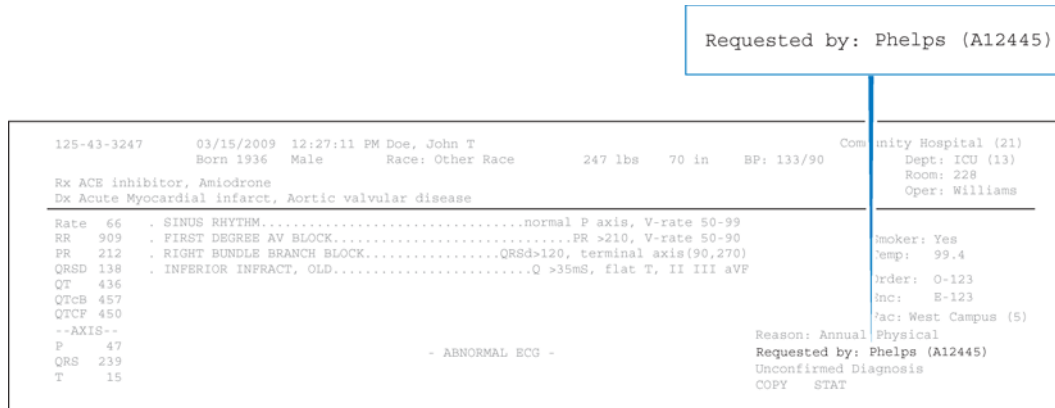 Requested by: Phelps (A12445)
125-43-3247 03/15/2009 12:27:11 PM Doe, John T Community Hospital (21)
Born 1936 Male Race: Other Race 247 lbs 70 in BP: 133/90 Dept: ICU (13)
Room: 228
Rx ACE inhibitor, Amiodrone
Oper: Williams
Dx Acute Myocardial infarct, Aortic valvular disease
Rate 66 . SINUS RHYTHM................................normal P axis, V-rate 50-99
RR 909 . FIRST DEGREE AV BLOCK.............................PR >210, V-rate 50-90 Smoker: Yes
PR 212 . RIGHT BUNDLE BRANCH BLOCK.................QRSd>120, terminal axis(90,270) Temp: 99.4
QRSD 138 . INFERIOR INFRACT, OLD.......................Q >35mS, flat T, II III aVF
QT 436 Order: O-123
QTcB 457 Enc: E-123
QTCF 450 Fac: West Campus (5)
--AXIS--
Reason: Annual Physical
P 47
- ABNORMAL ECG - Requested by: Phelps (A12445)
QRS 239 Unconfirmed Diagnosis
T 15 COPY STAT